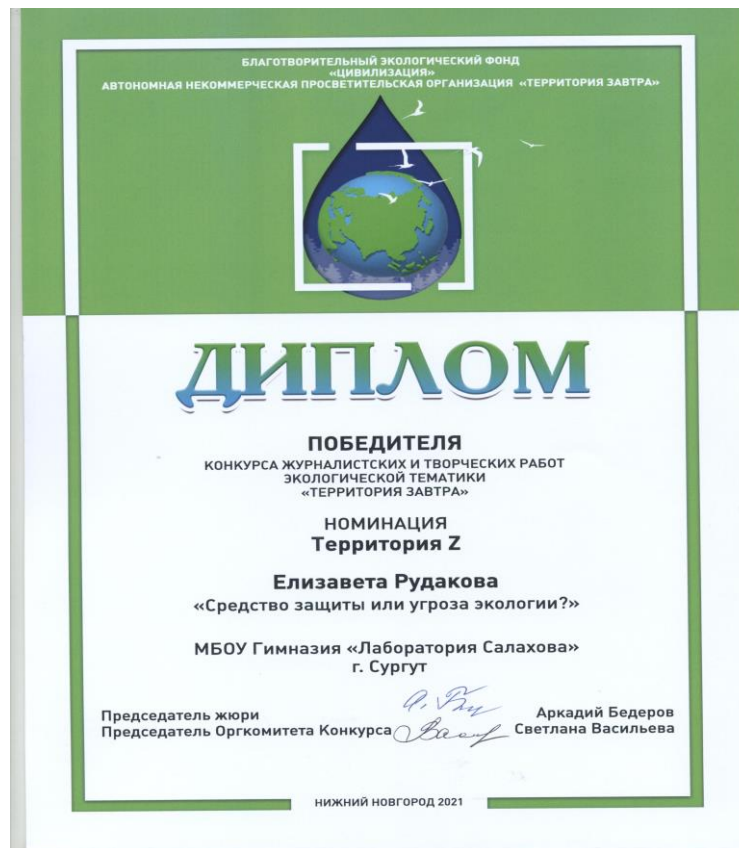 БЛАГОТВОРИТЕЛЬНЫЙ ЭКОЛОГИЧЕСКИЙ ФОНД
«ЦИВИЛИЗАЦИЯ»
АВТОНОМНАЯ НЕКОММЕРЧЕСКАЯ ПРОСВЕТИТЕЛЬСКАЯ ОРГАНИЗАЦИЯ «ТЕРРИТОРИЯ ЗАВТРА»
ДИПЛОМ
ПОБЕДИТЕЛЯ
КОНКУРСА ЖУРНАЛИСТСКИХ И ТВОРЧЕСКИХ РАБОТ
ЭКОЛОГИЧЕСКОЙ ТЕМАТИКИ
«ТЕРРИТОРИЯ ЗАВТРА»
НОМИНАЦИЯ
Территория Z
Елизавета Рудакова
«Средство защиты или угроза экологии?»
МБОУ Гимназия «Лаборатория Салахова»
г. Сургут
Председатель жюри Аркадий Бедеров
Председатель Оргкомитета Конкурса Светлана Васильева
НИЖНИЙ НОВГОРОД 2021